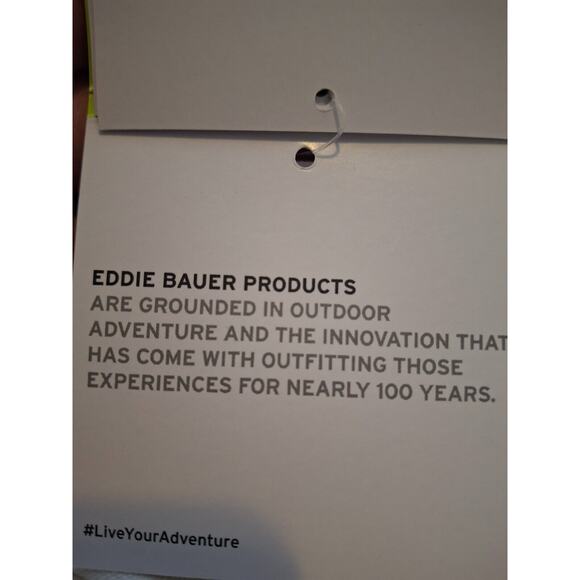 EDDIE BAUER PRODUCTS
ARE GROUNDED IN OUTDOOR
ADVENTURE AND THE INNOVATION THAT
HAS COME WITH OUTFITTING THOSE
EXPERIENCES FOR NEARLY 100 YEARS.
#LiveYourAdventure